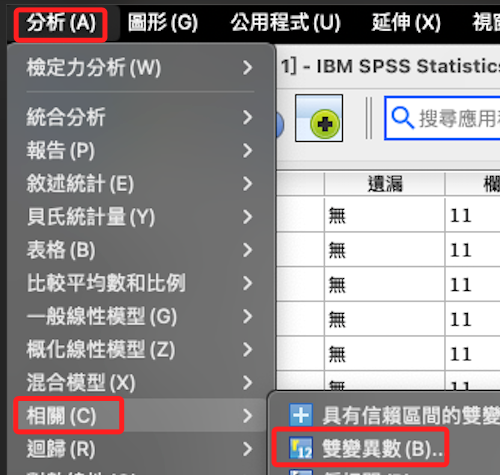 分析 (A) 圖形 (G) 公用程式 (U) 延伸 (X) 視窗
檢定力分析 (W)
1] - IBM SPSS Statistics
統合分析
搜尋應用程
報告 (P)
敘述統計 (E)
遺漏 欄
貝氏統計量 (Y)
無 11
表格 (B)
無 11
比較平均數和比例
無 11
一般線性模型 (G)
無 11
概化線性模型 (Z)
無 11
混合模型 (X)
無 11
相關 (C)
具有信賴區間的雙變
迴歸 (R)
雙變異數 (B)...